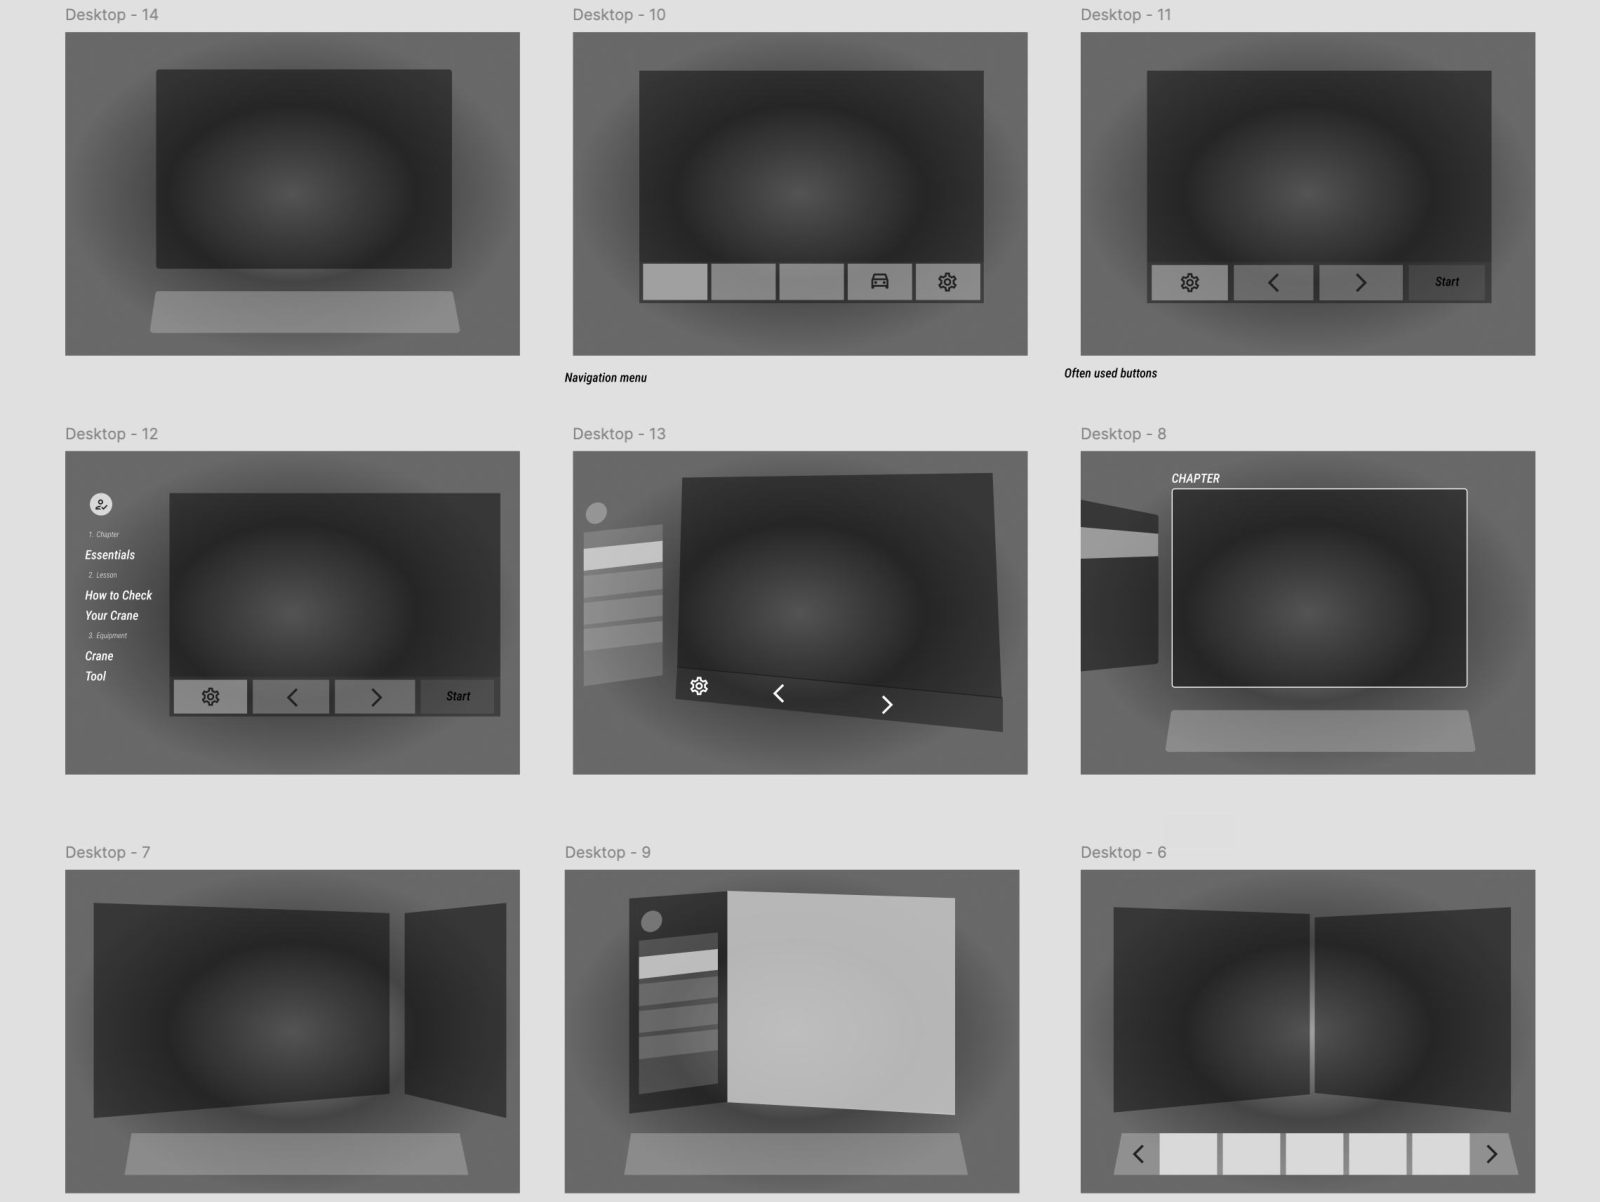 Desktop - 14
Desktop - 10
Desktop - 11
Start
Navigation menu
Often used buttons
Desktop - 12
Desktop - 13
Desktop - 8
1. Chapter
Essentials
2. Lesson
How to Check
Your Crane
3. Equipment
Crane
Tool
Start
CHAPTER
Desktop - 7
Desktop - 9
Desktop - 6